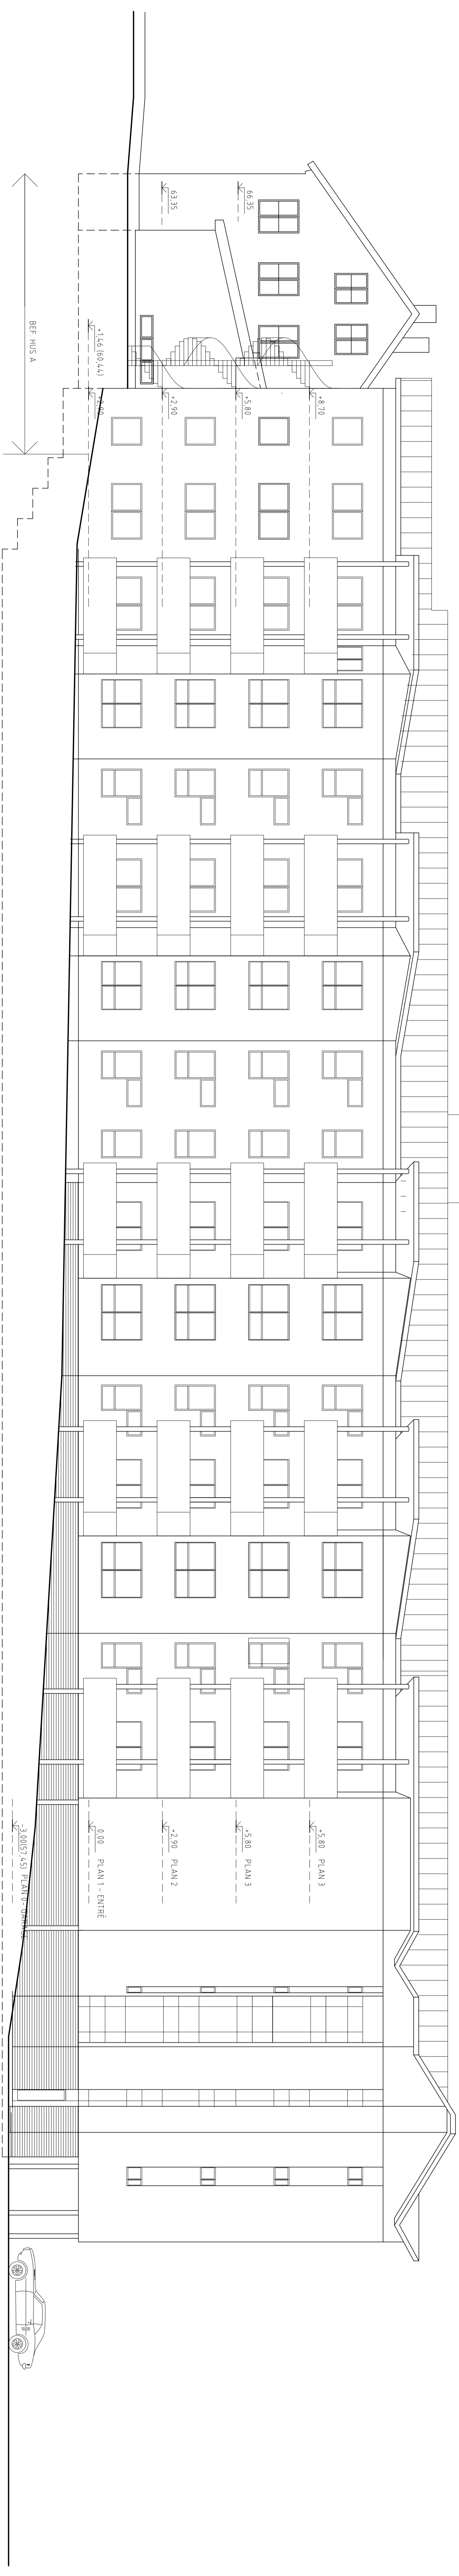 63,35
66,35
BEF HUS A
+1,46 (60,44)
+2,90
+5,80
+8,70
-3,00(57,45) PLAN 0 - GARAGE
0,00 PLAN 1 - ENTRÉ
+2,90 PLAN 2
+5,80 PLAN 3
+5,80 PLAN 3